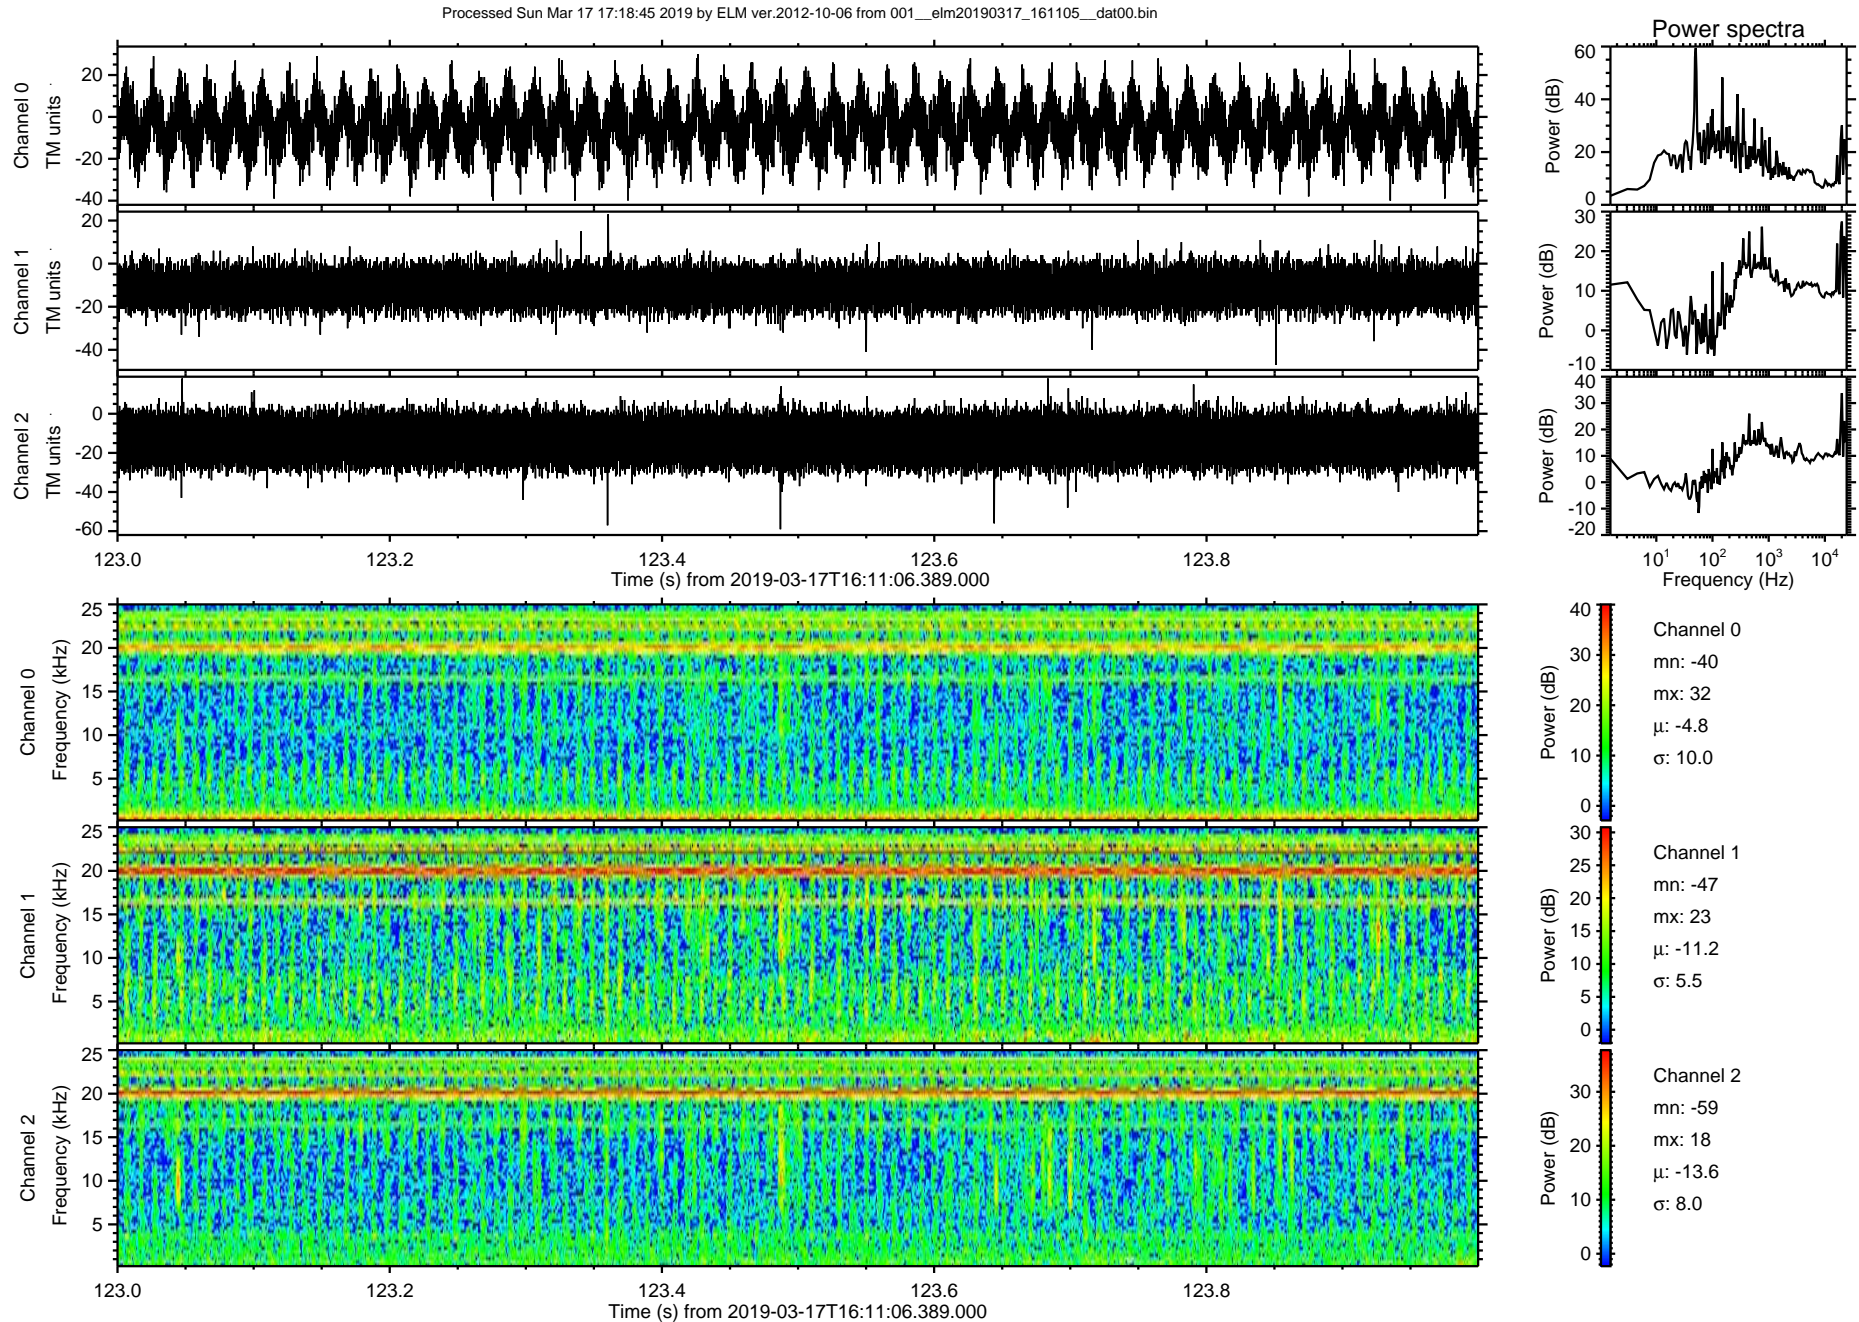 Processed Sun Mar 17 17:18:45 2019 by ELM ver.2012-10-06 from 001__elm20190317_161105__dat00.bin
Power spectra
Channel 0
TM units
20
0
-20
-40
Power (dB)
60
40
20
0
Channel 1
TM units
20
0
-20
-40
Power (dB)
30
20
10
0
-10
Channel 2
TM units
0
-20
-40
-60
Power (dB)
40
30
20
10
0
-10
-20
123.0 123.2 123.4 123.6 123.8
Time (s) from 2019-03-17T16:11:06.389.000
10^1 10^2 10^3 10^4
Frequency (Hz)
Channel 0
Frequency (kHz)
25
20
15
10
5
Power (dB)
40
30
20
10
0
Channel 0
mn: -40
mx: 32
μ: -4.8
σ: 10.0
Channel 1
Frequency (kHz)
25
20
15
10
5
Power (dB)
30
25
20
15
10
5
0
Channel 1
mn: -47
mx: 23
μ: -11.2
σ: 5.5
Channel 2
Frequency (kHz)
25
20
15
10
5
Power (dB)
30
20
10
0
Channel 2
mn: -59
mx: 18
μ: -13.6
σ: 8.0
123.0 123.2 123.4 123.6 123.8
Time (s) from 2019-03-17T16:11:06.389.000